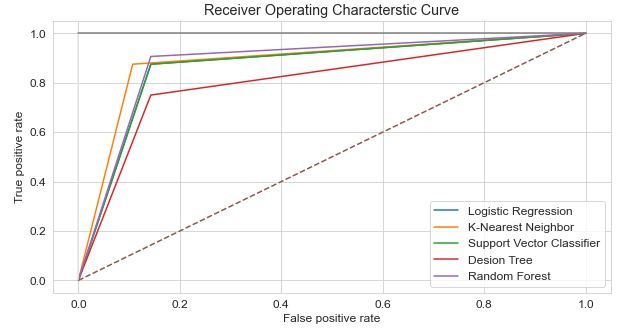 Receiver Operating Characterstic Curve
True positive rate
1.0
0.8
0.6
0.4
0.2
0.0
Logistic Regression
K-Nearest Neighbor
Support Vector Classifier
Desion Tree
Random Forest
0.0 0.2 0.4 0.6 0.8 1.0
False positive rate